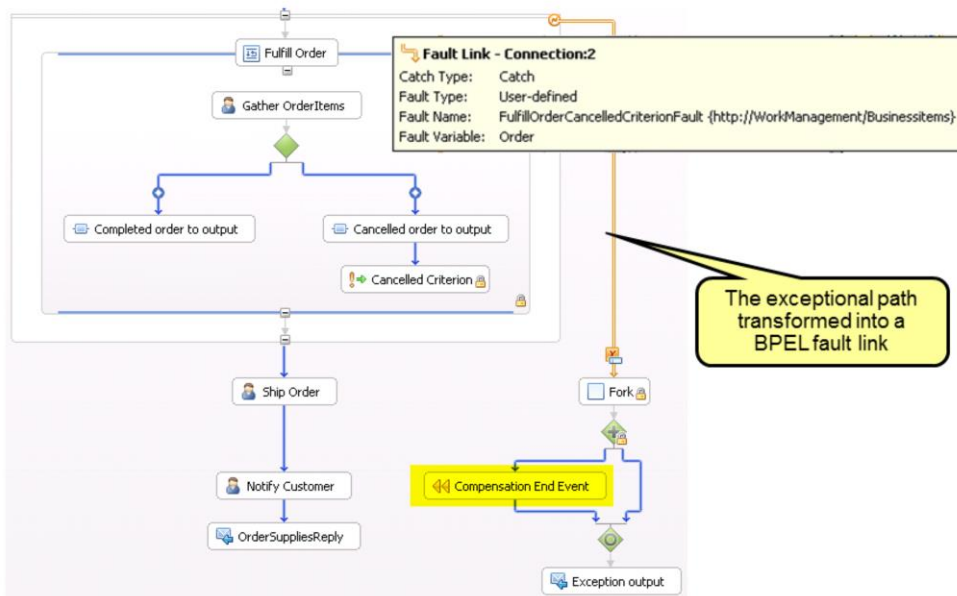 Fulfill Order
Fault Link - Connection:2
Catch Type: Catch
Fault Type: User-defined
Fault Name: FulfillOrderCancelledCriterionFault {http://WorkManagement/Businessitems}
Fault Variable: Order
Gather OrderItems
Completed order to output
Cancelled order to output
Cancelled Criterion
The exceptional path
transformed into a
BPEL fault link
Ship Order
Fork
Notify Customer
Compensation End Event
OrderSuppliesReply
Exception output